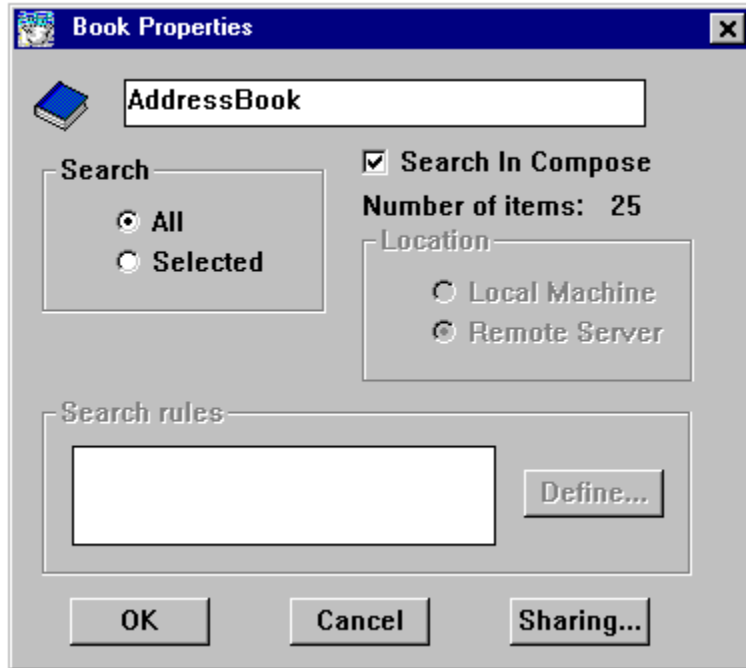 Book Properties
AddressBook
Search
All
Selected
Search In Compose
Number of items: 25
Location
Local Machine
Remote Server
Search rules
Define...
OK
Cancel
Sharing...